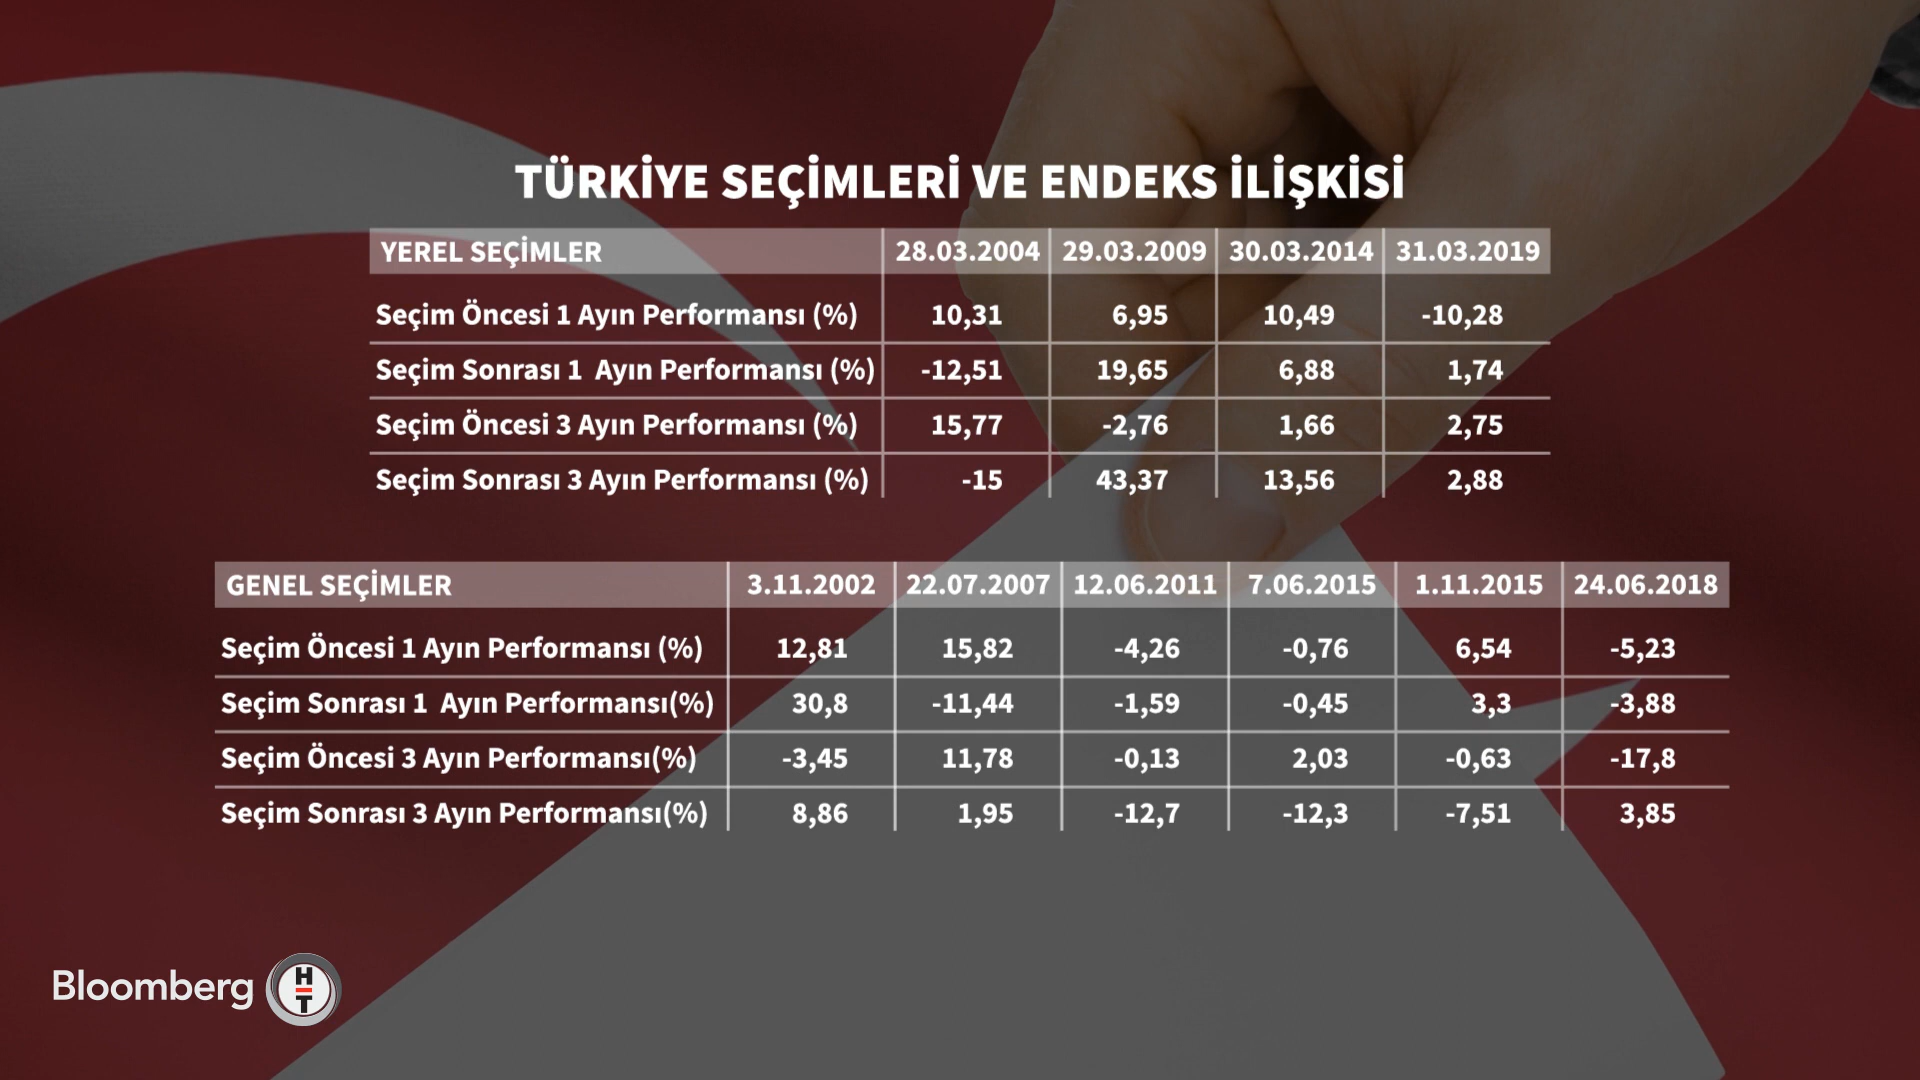 TÜRKİYE SEÇİMLERİ VE ENDEKS İLİŞKİSİ
YEREL SEÇİMLER 28.03.2004 29.03.2009 30.03.2014 31.03.2019
Seçim Öncesi 1 Ayın Performansı (%) 10,31 6,95 10,49 -10,28
Seçim Sonrası 1 Ayın Performansı (%) -12,51 19,65 6,88 1,74
Seçim Öncesi 3 Ayın Performansı (%) 15,77 -2,76 1,66 2,75
Seçim Sonrası 3 Ayın Performansı (%) -15 43,37 13,56 2,88
GENEL SEÇİMLER 3.11.2002 22.07.2007 12.06.2011 7.06.2015 1.11.2015 24.06.2018
Seçim Öncesi 1 Ayın Performansı (%) 12,81 15,82 -4,26 -0,76 6,54 -5,23
Seçim Sonrası 1 Ayın Performansı(%) 30,8 -11,44 -1,59 -0,45 3,3 -3,88
Seçim Öncesi 3 Ayın Performansı(%) -3,45 11,78 -0,13 2,03 -0,63 -17,8
Seçim Sonrası 3 Ayın Performansı(%) 8,86 1,95 -12,7 -12,3 -7,51 3,85
Bloomberg HT